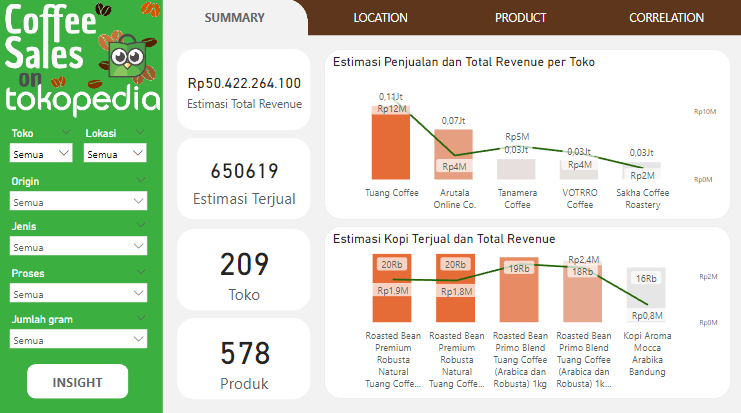 Coffee
Sales
on
tokopedia
Toko
Lokasi
Semua
Semua
Origin
Semua
Jenis
Semua
Proses
Semua
Jumlah gram
Semua
INSIGHT
SUMMARY
LOCATION
PRODUCT
CORRELATION
Rp50.422.264.100
Estimasi Total Revenue
650619
Estimasi Terjual
209
Toko
578
Produk
Estimasi Penjualan dan Total Revenue per Toko
0,11Jt
Rp12M
0,07Jt
Rp4M
Rp5M
0,03Jt
0,03Jt
Rp4M
0,03Jt
Rp2M
Rp10M
Rp0M
Tuang Coffee
Arutala
Online Co.
Tanamera
Coffee
VOTRRO
Coffee
Sakha Coffee
Roastery
Estimasi Kopi Terjual dan Total Revenue
20Rb
Rp1,9M
20Rb
Rp1,8M
19Rb
Rp2,4M
18Rb
16Rb
Rp0,8M
Rp2M
Rp0M
Roasted Bean
Premium
Robusta
Natural
Tuang Coffe...
Roasted Bean
Premium
Robusta
Natural
Tuang Coffe...
Roasted Bean
Primo Blend
Tuang Coffee
(Arabica dan
Robusta) 1kg
Roasted Bean
Primo Blend
Tuang Coffee
(Arabica dan
Robusta) 1k...
Kopi Aroma
Mocca
Arabika
Bandung